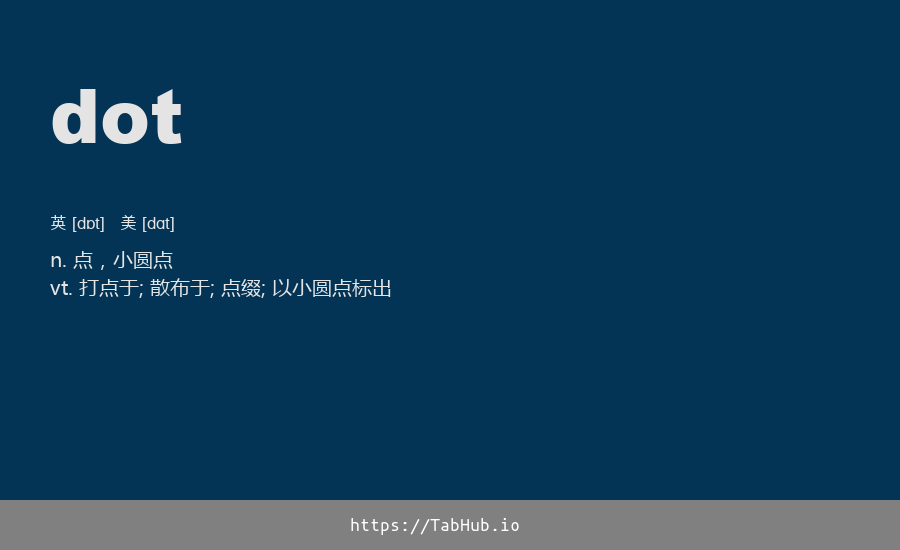 dot
英 [dɒt] 美 [dɑt]
n. 点，小圆点
vt. 打点于; 散布于; 点缀; 以小圆点标出
https://TabHub.io